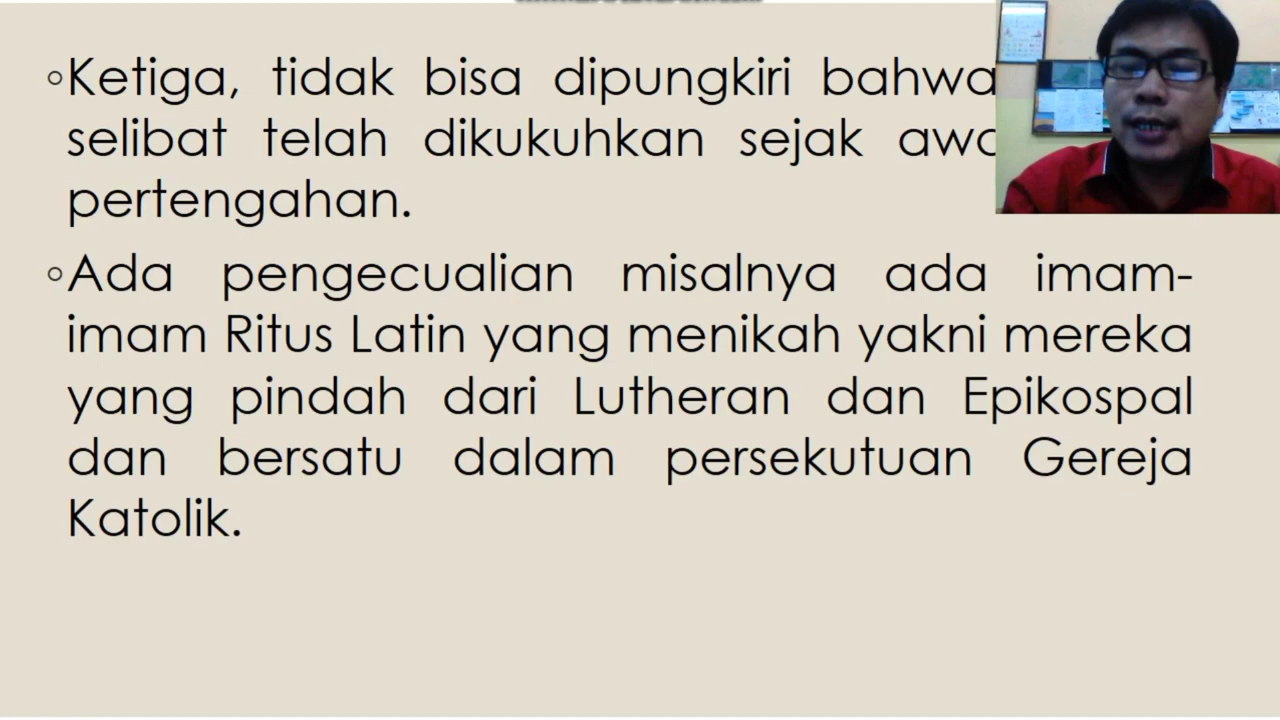 ◦Ketiga, tidak bisa dipungkiri bahwa
selibat telah dikukuhkan sejak
pertengahan.
◦Ada pengecualian misalnya ada imam-
imam Ritus Latin yang menikah yakni mereka
yang pindah dari Lutheran dan Epikospal
dan bersatu dalam persekutuan Gereja
Katolik.